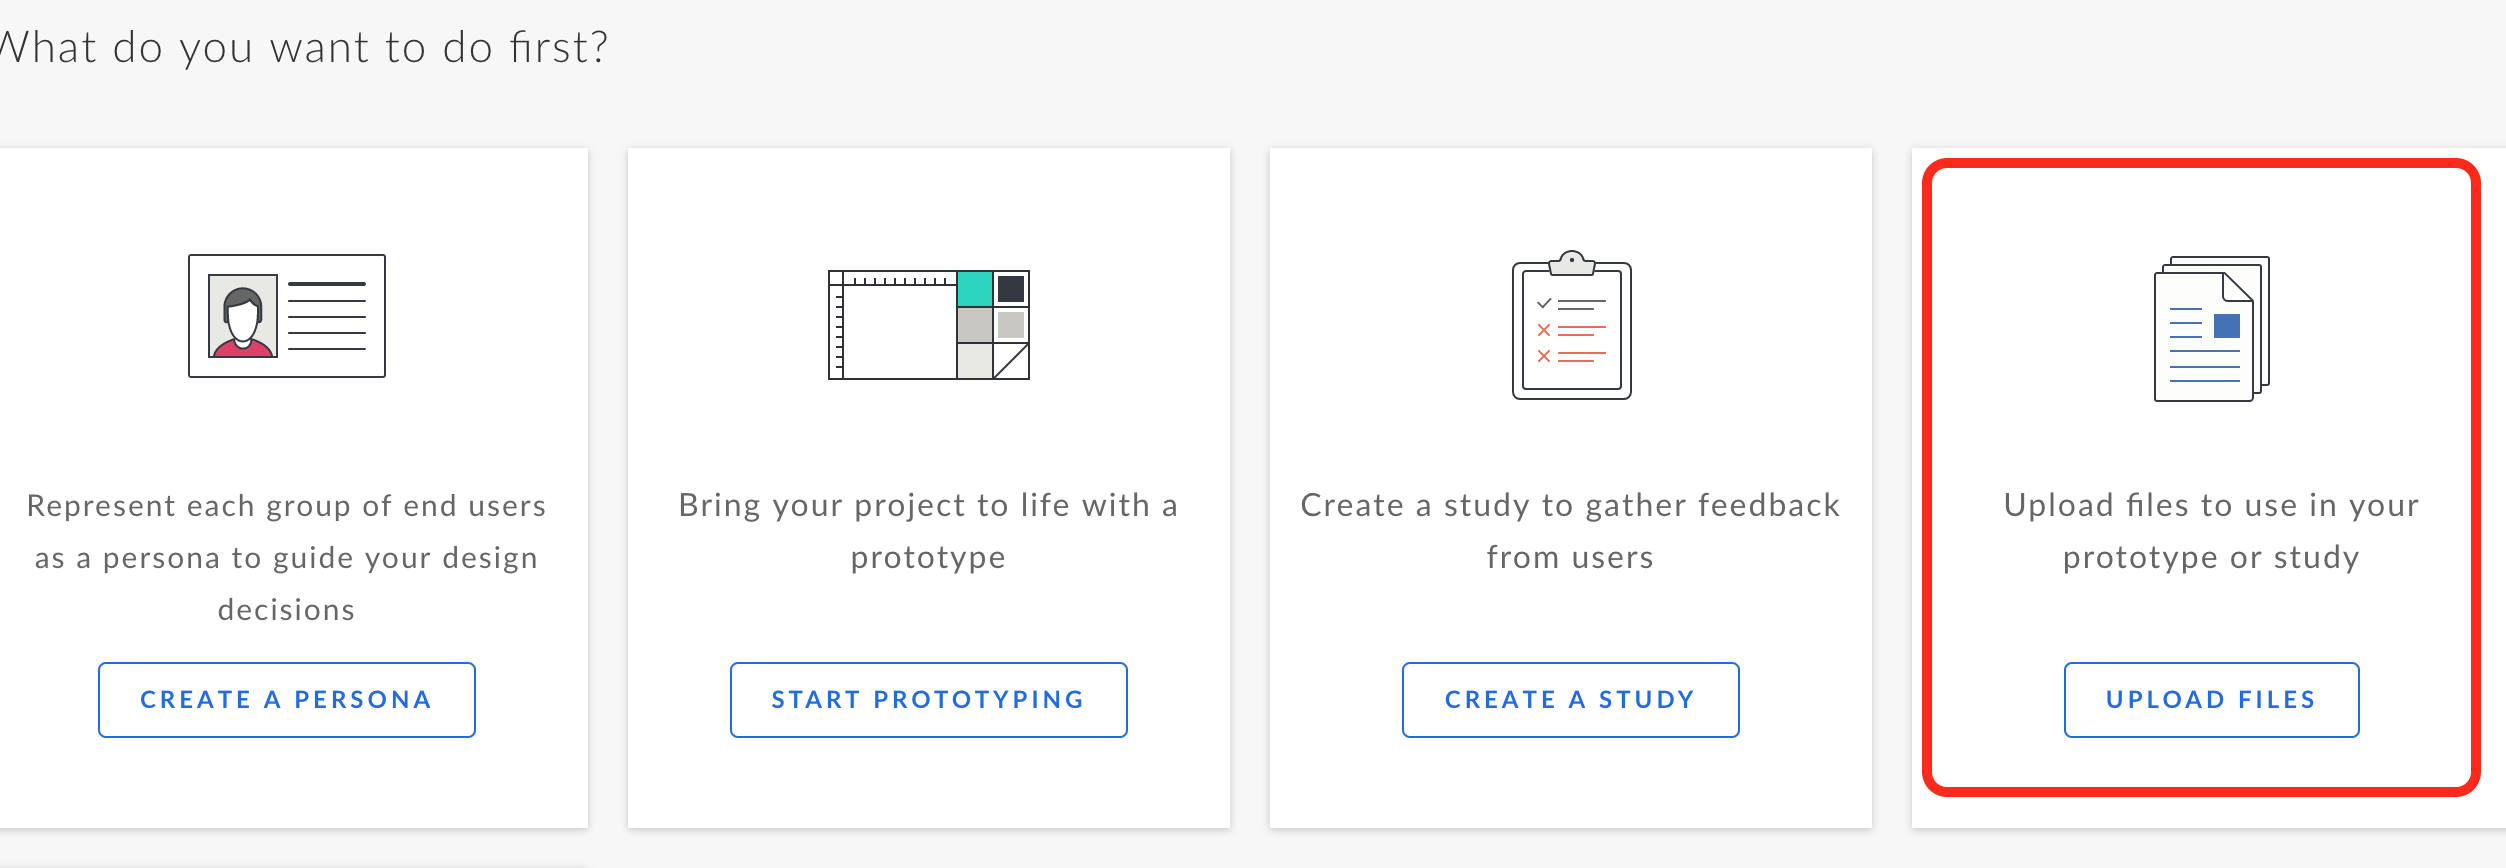 What do you want to do first?
Represent each group of end users
as a persona to guide your design
decisions
CREATE A PERSONA
Bring your project to life with a
prototype
START PROTOTYPING
Create a study to gather feedback
from users
CREATE A STUDY
Upload files to use in your
prototype or study
UPLOAD FILES